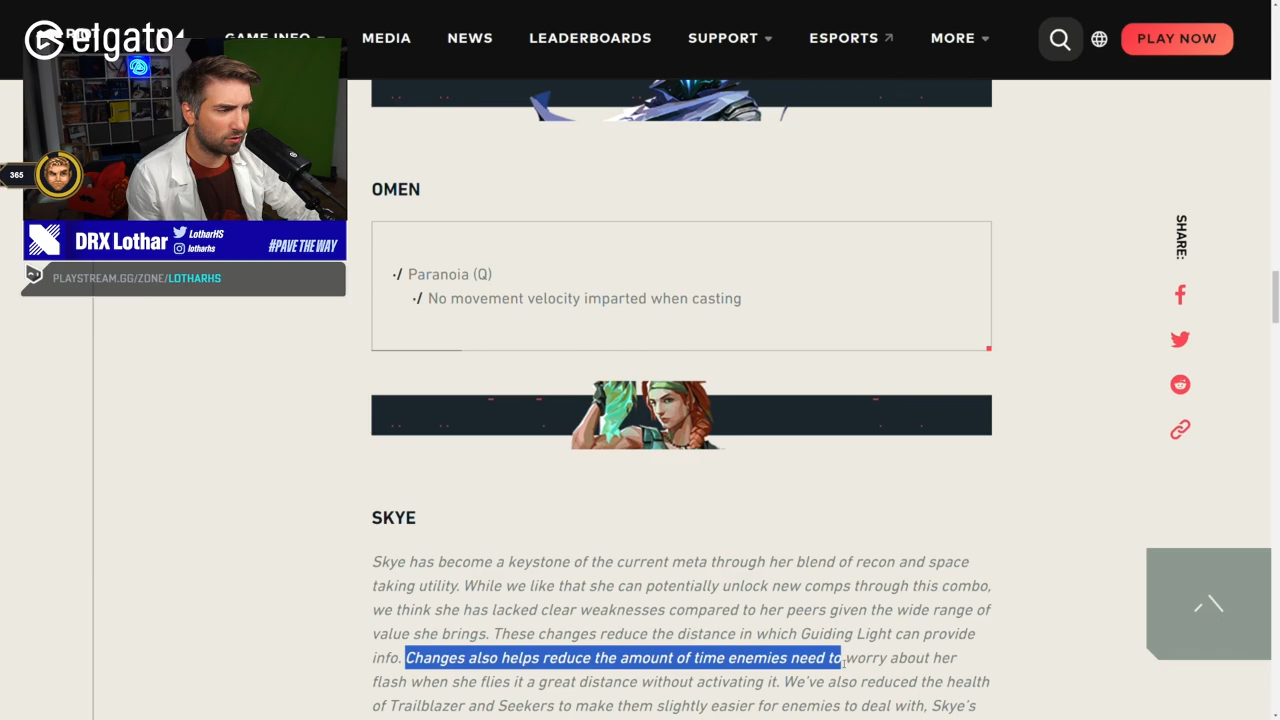 elgato
GAME INFO
MEDIA
NEWS
LEADERBOARDS
SUPPORT
ESPORTS
MORE
PLAY NOW
365
DRX Lothar
LotharHS
lotharhs
#PAVE THE WAY
PLAYSTREAM.GG/ZONE/LOTHARHS
OMEN
·/ Paranoia (Q)
·/ No movement velocity imparted when casting
SHARE:
SKYE
Skye has become a keystone of the current meta through her blend of recon and space
taking utility. While we like that she can potentially unlock new comps through this combo,
we think she has lacked clear weaknesses compared to her peers given the wide range of
value she brings. These changes reduce the distance in which Guiding Light can provide
info. Changes also helps reduce the amount of time enemies need to worry about her
flash when she flies it a great distance without activating it. We've also reduced the health
of Trailblazer and Seekers to make them slightly easier for enemies to deal with, Skye's